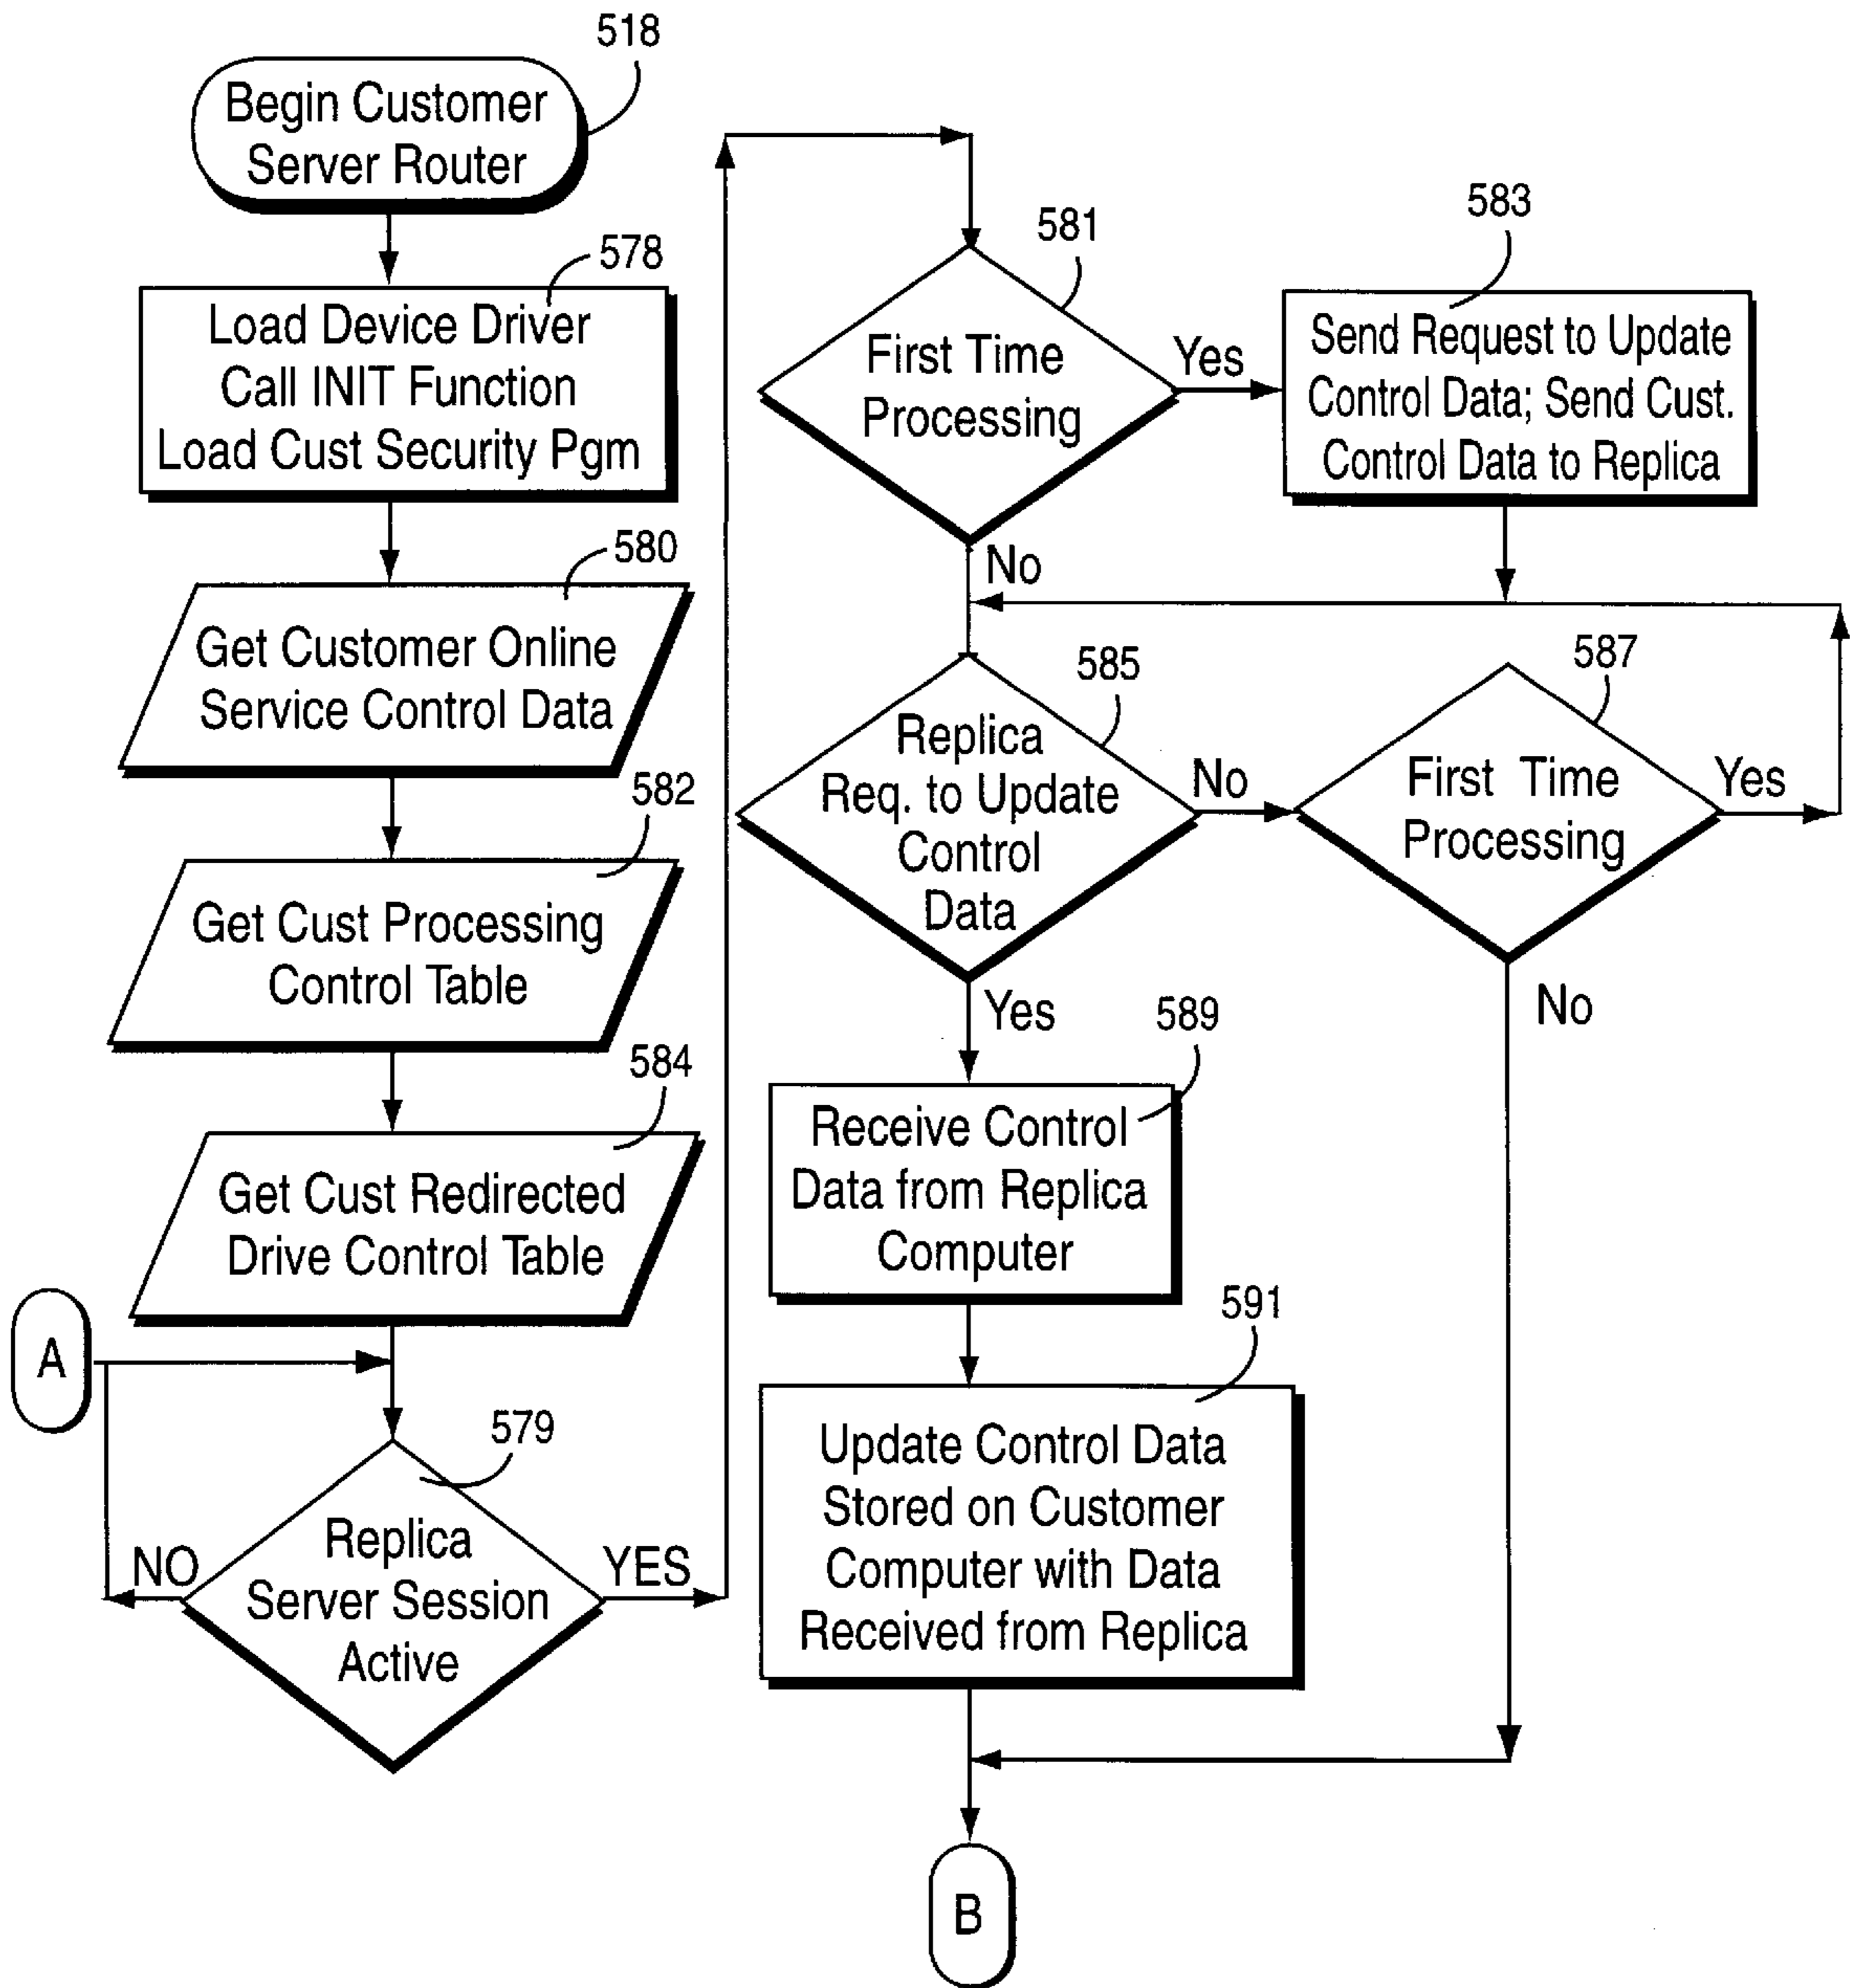 518
Begin Customer
Server Router
578
Load Device Driver
Call INIT Function
Load Cust Security Pgm
580
Get Customer Online
Service Control Data
582
Get Cust Processing
Control Table
584
Get Cust Redirected
Drive Control Table
A
579
Replica
Server Session
Active
NO
YES
581
First Time
Processing
Yes
No
583
Send Request to Update
Control Data; Send Cust.
Control Data to Replica
585
Replica
Req. to Update
Control
Data
No
Yes
587
First Time
Processing
Yes
No
589
Receive Control
Data from Replica
Computer
591
Update Control Data
Stored on Customer
Computer with Data
Received from Replica
B